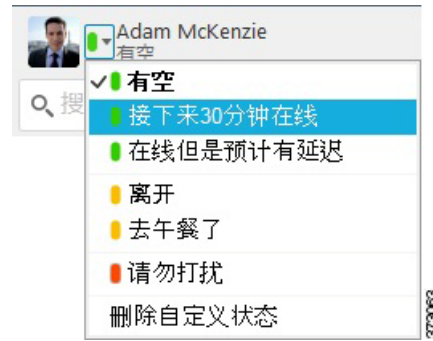 Adam McKenzie
有空
搜
有空
接下来30分钟在线
在线但是预计有延迟
离开
去午餐了
请勿打扰
删除自定义状态
373063